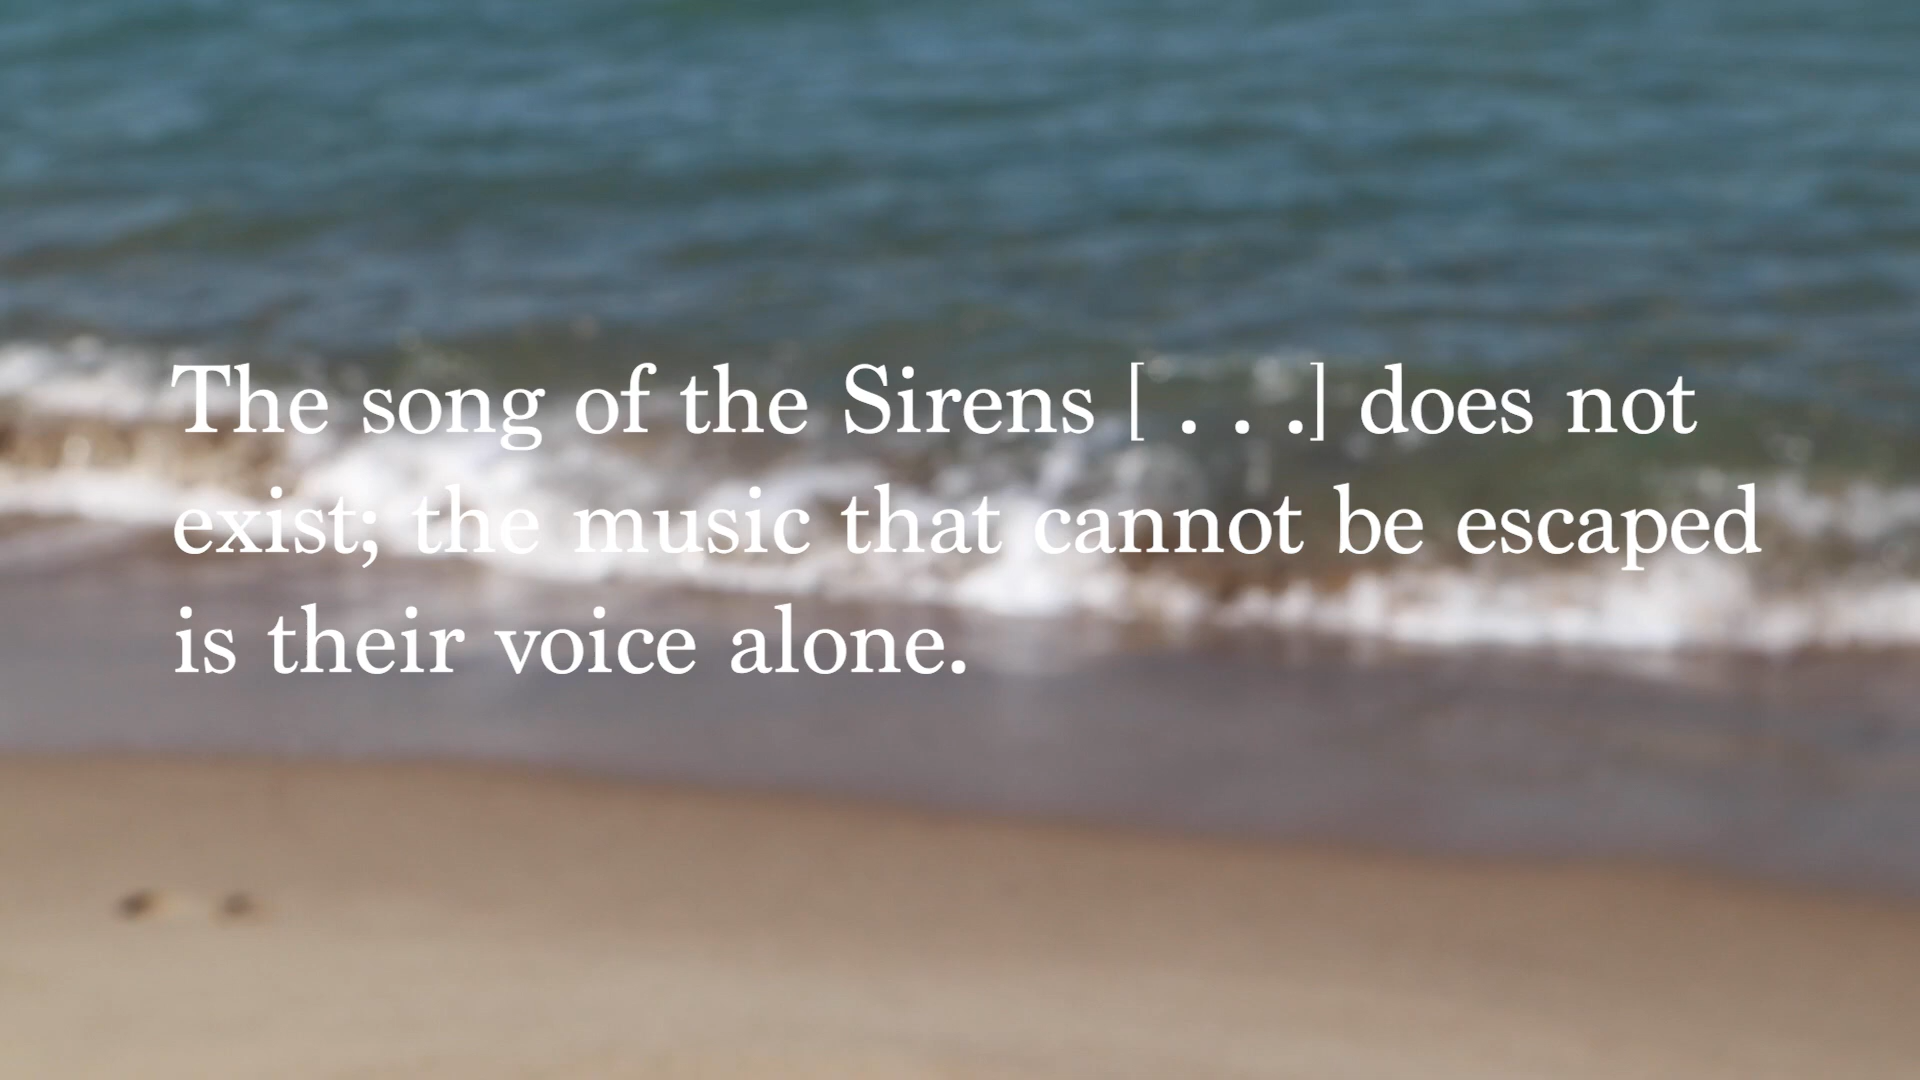 The song of the Sirens [ . . .] does not
exist; the music that cannot be escaped
is their voice alone.